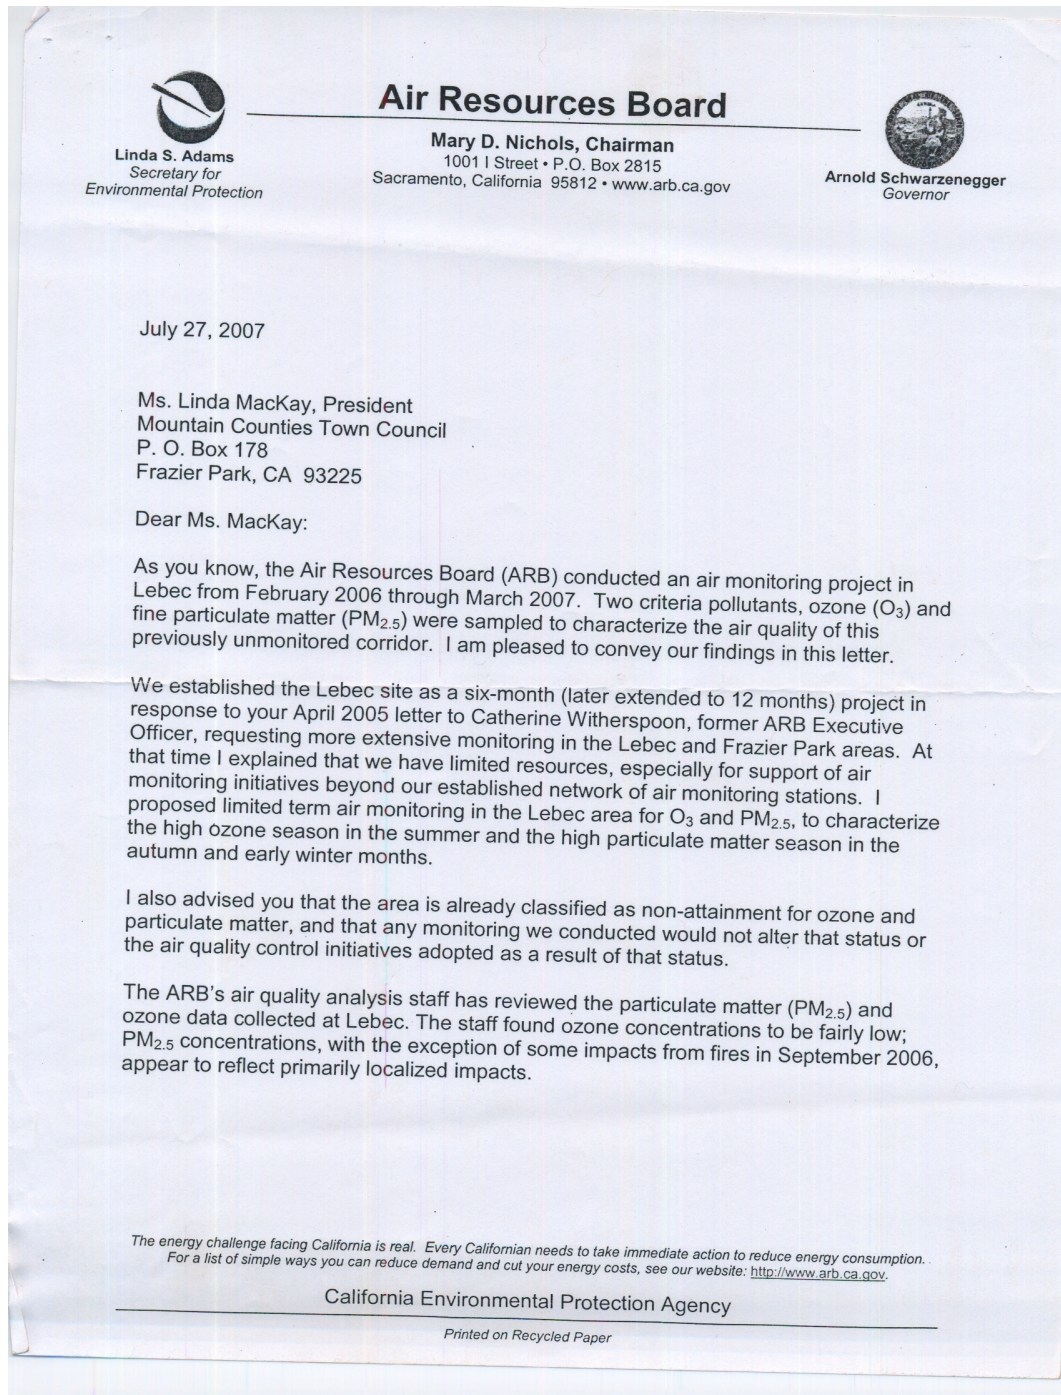 Air Resources Board
Linda S. Adams
Secretary for
Environmental Protection
Mary D. Nichols, Chairman
1001 I Street • P.O. Box 2815
Sacramento, California 95812 • www.arb.ca.gov
Arnold Schwarzenegger
Governor
July 27, 2007
Ms. Linda MacKay, President
Mountain Counties Town Council
P. O. Box 178
Frazier Park, CA 93225
Dear Ms. MacKay:
As you know, the Air Resources Board (ARB) conducted an air monitoring project in
Lebec from February 2006 through March 2007. Two criteria pollutants, ozone (O₃) and
fine particulate matter (PM₂.₅) were sampled to characterize the air quality of this
previously unmonitored corridor. I am pleased to convey our findings in this letter.
We established the Lebec site as a six-month (later extended to 12 months) project in
response to your April 2005 letter to Catherine Witherspoon, former ARB Executive
Officer, requesting more extensive monitoring in the Lebec and Frazier Park areas. At
that time I explained that we have limited resources, especially for support of air
monitoring initiatives beyond our established network of air monitoring stations. I
proposed limited term air monitoring in the Lebec area for O₃ and PM₂.₅, to characterize
the high ozone season in the summer and the high particulate matter season in the
autumn and early winter months.
I also advised you that the area is already classified as non-attainment for ozone and
particulate matter, and that any monitoring we conducted would not alter that status or
the air quality control initiatives adopted as a result of that status.
The ARB's air quality analysis staff has reviewed the particulate matter (PM₂.₅) and
ozone data collected at Lebec. The staff found ozone concentrations to be fairly low;
PM₂.₅ concentrations, with the exception of some impacts from fires in September 2006,
appear to reflect primarily localized impacts.
The energy challenge facing California is real. Every Californian needs to take immediate action to reduce energy consumption.
For a list of simple ways you can reduce demand and cut your energy costs, see our website: http://www.arb.ca.gov.
California Environmental Protection Agency
Printed on Recycled Paper